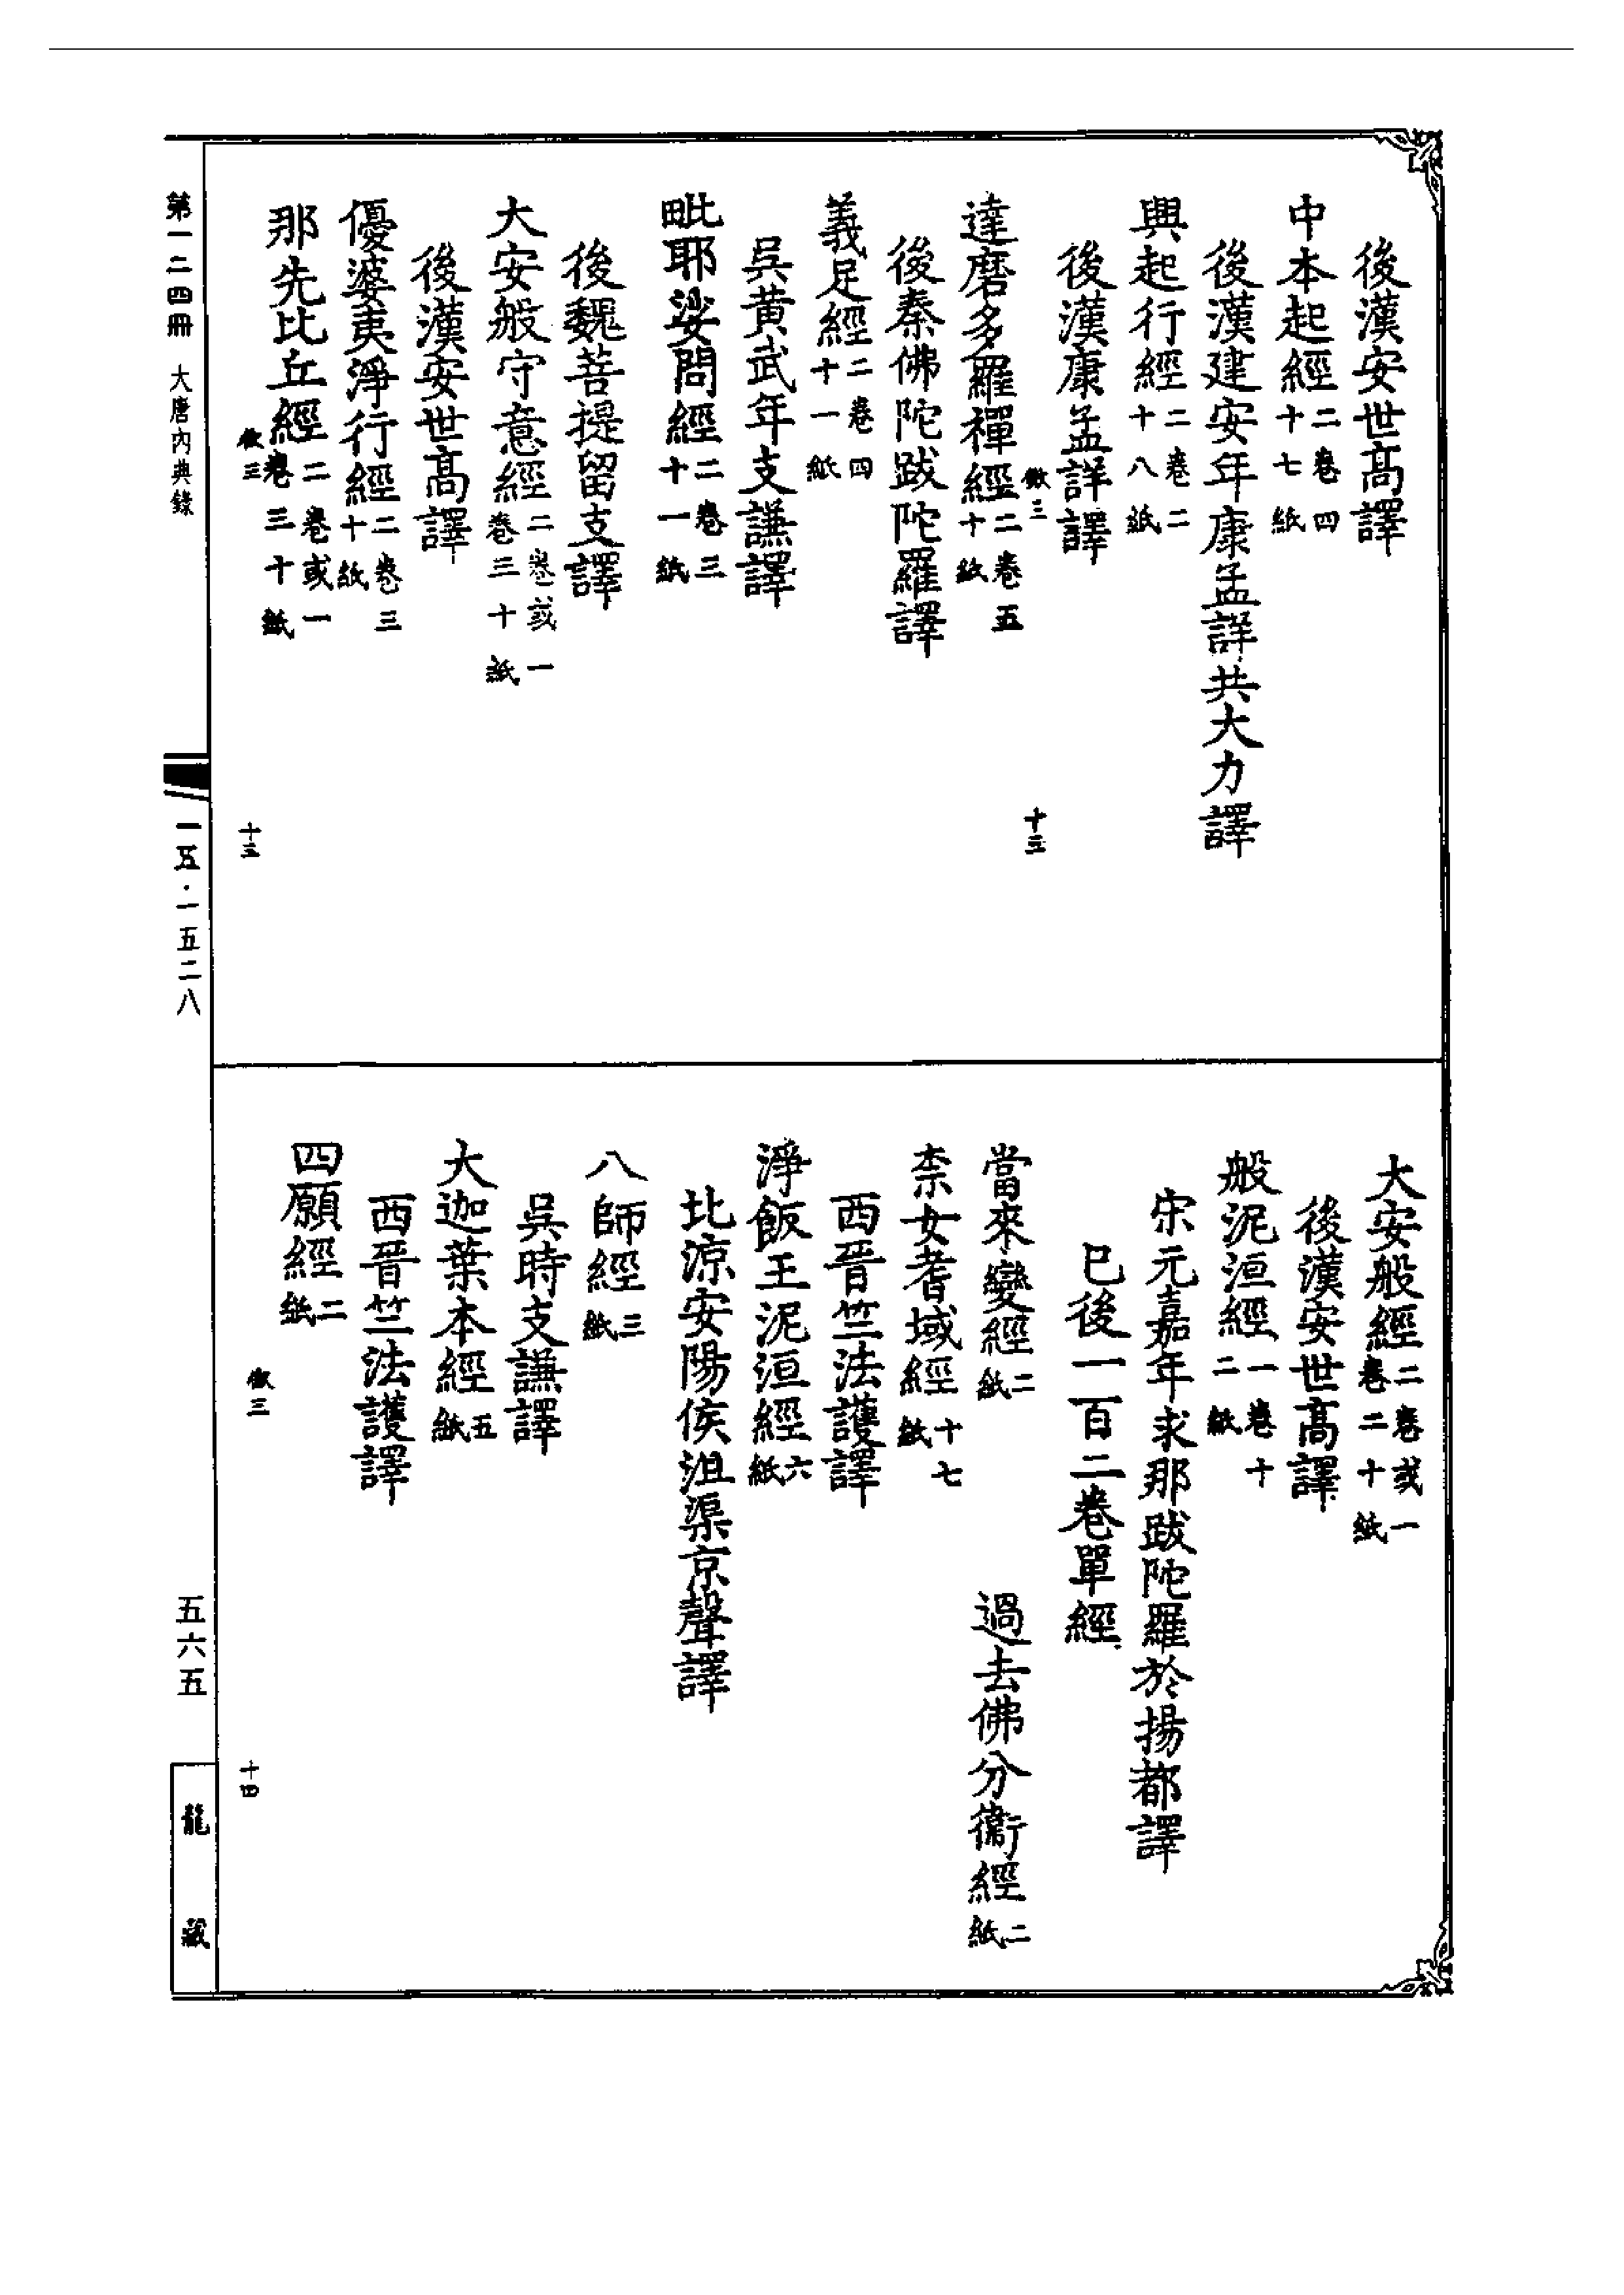 後漢安世髙譯
中本起經二卷四十七紙
後漢建安年康孟詳共大力譯
興起行經二卷二十八紙
後漢康孟詳譯
徵三
十三
達磨多羅禪經二卷五十紙
後秦佛陀跋陀羅譯
義足經二卷四十一紙
吳黃武年支謙譯
毗耶娑問經二卷三十一紙
後魏菩提留支譯
大安般守意經二卷或一卷三十紙
後漢安世髙譯
優婆夷淨行經二卷三十紙
那先比丘經二卷或一卷三十紙
徵三
十三
大安般經二卷或一卷二十紙
後漢安世髙譯
般泥洹經一卷十二紙
宋元嘉年求那跋陀羅於揚都譯
已後一百二卷單經
當來變經二紙
過去佛分衞經二紙
柰女耆域經十七紙
西晉竺法護譯
淨飯王泥洹經六紙
北涼安陽侯沮渠京聲譯
八師經三紙
吳時支謙譯
大迦葉本經五紙
西晉竺法護譯
四願經二紙
徵三
十四
第一二四冊
大唐內典錄
一五·一五二八
五六五
龍藏